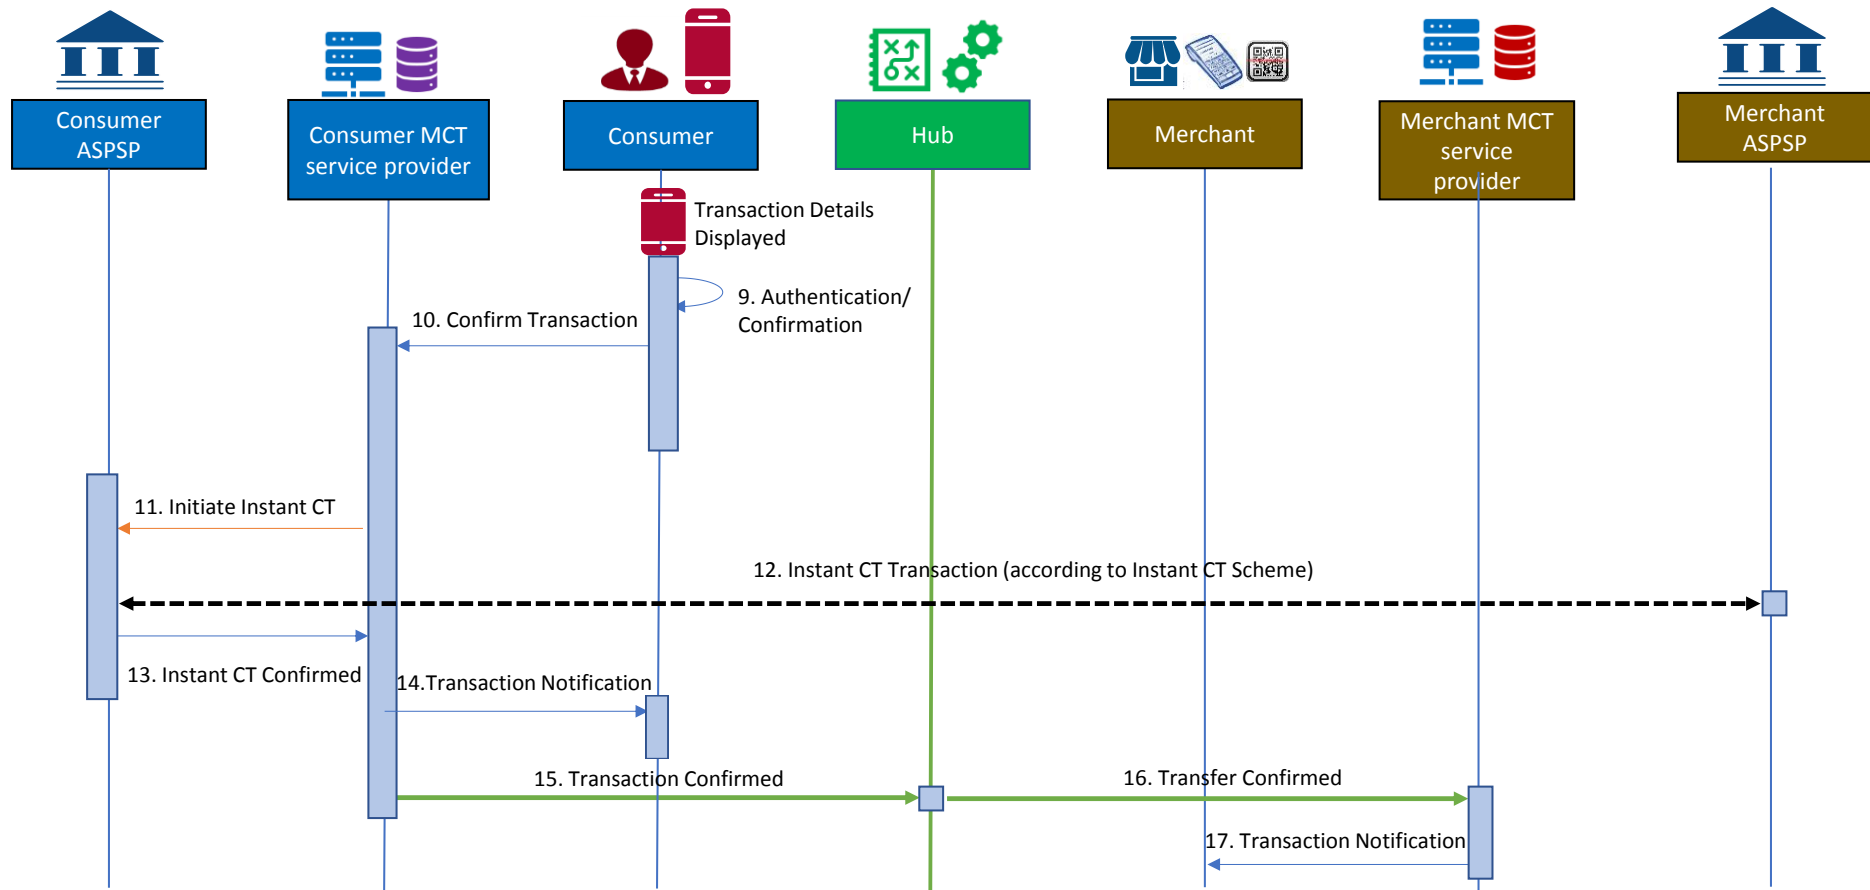 Consumer
ASPSP
Consumer MCT
service provider
Consumer
Hub
Merchant
Merchant MCT
service
provider
Merchant
ASPSP
Transaction Details
Displayed
9. Authentication/
Confirmation
10. Confirm Transaction
11. Initiate Instant CT
12. Instant CT Transaction (according to Instant CT Scheme)
13. Instant CT Confirmed
14.Transaction Notification
15. Transaction Confirmed
16. Transfer Confirmed
17. Transaction Notification